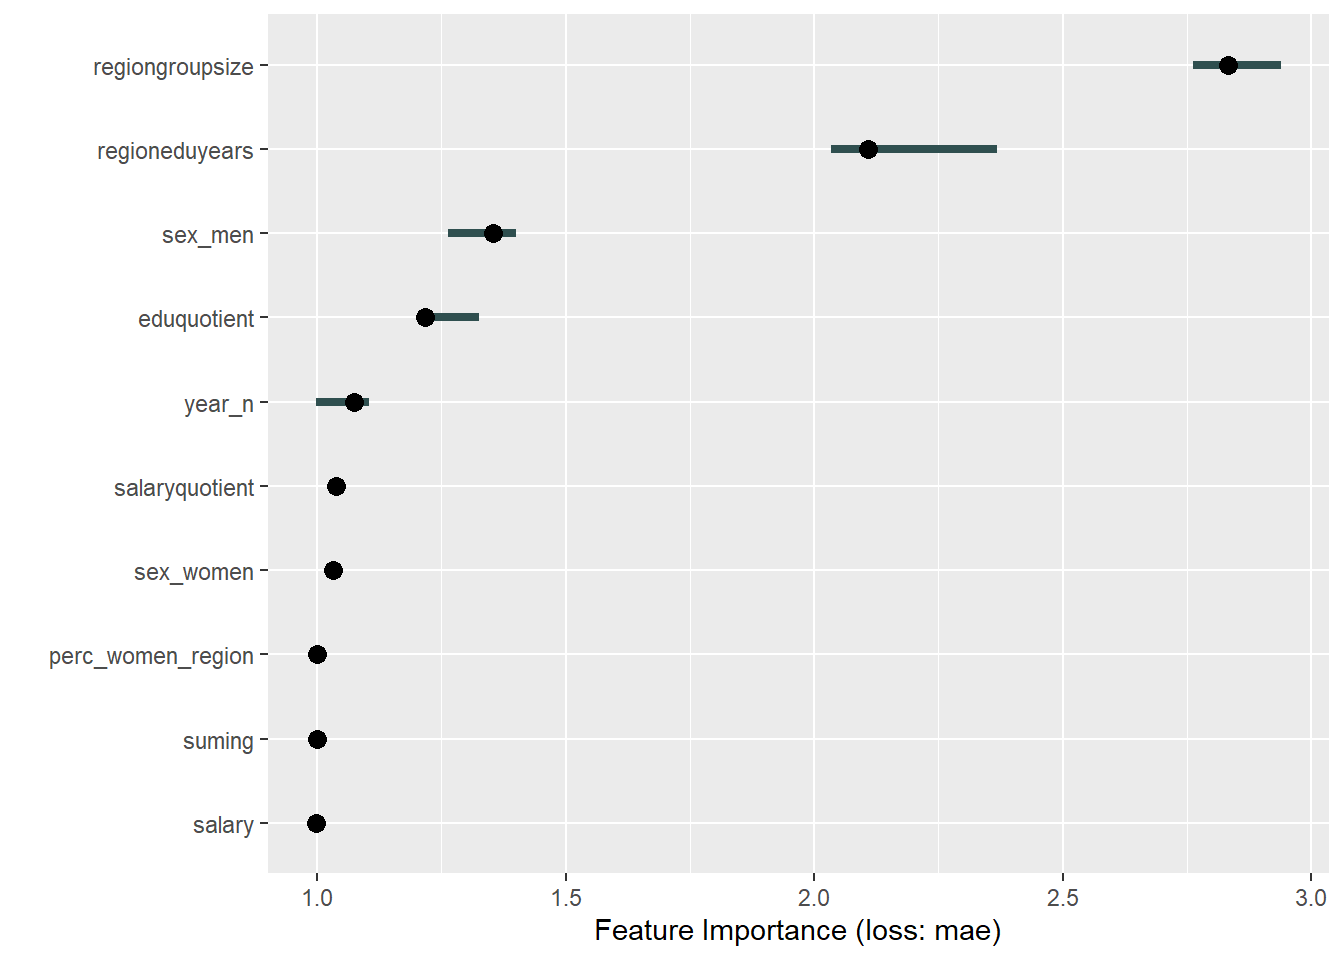 regiongroupsize
regioneduyears
sex_men
eduquotient
year_n
salaryquotient
sex_women
perc_women_region
suming
salary
1.0 1.5 2.0 2.5 3.0
Feature Importance (loss: mae)